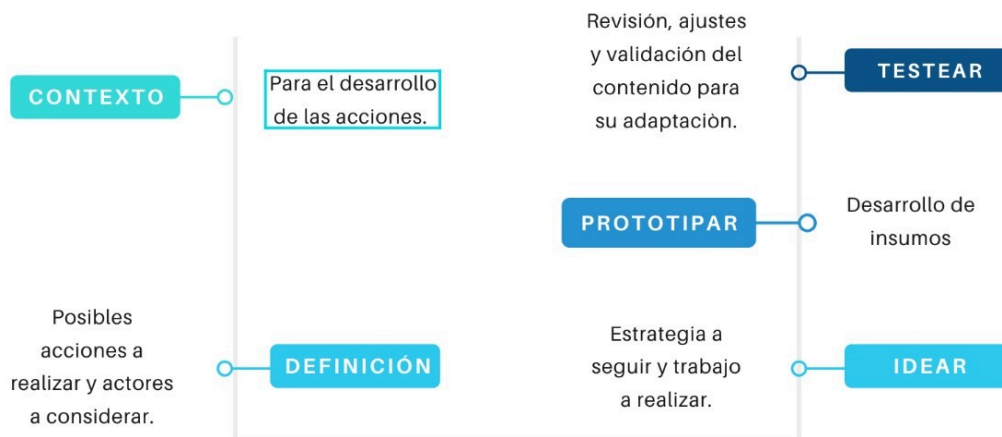 CONTEXTO
Para el desarrollo
de las acciones.
Posibles
acciones a
realizar y actores
a considerar.
DEFINICIÓN
Revisión, ajustes
y validación del
contenido para
su adaptaciòn.
TESTEAR
PROTOTIPAR
Desarrollo de
insumos
Estrategia a
seguir y trabajo
a realizar.
IDEAR